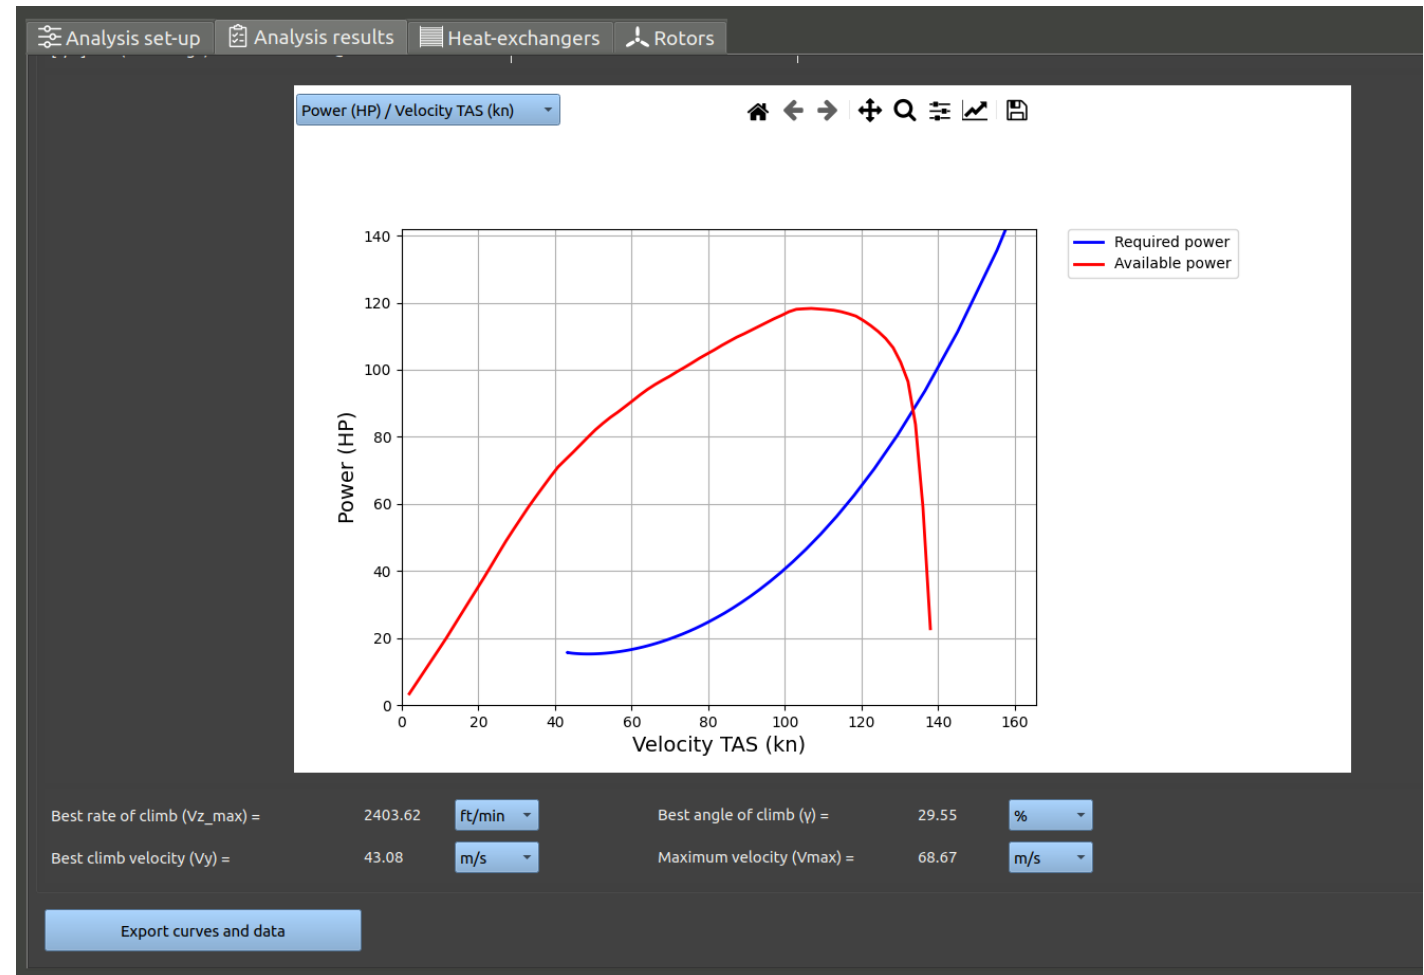 Analysis set-up Analysis results Heat-exchangers Rotors
Power (HP) / Velocity TAS (kn)
140
120
100
80
60
40
20
0
Power (HP)
0 20 40 60 80 100 120 140 160
Velocity TAS (kn)
Required power
Available power
Best rate of climb (Vz_max) = 2403.62 ft/min Best angle of climb (γ) = 29.55 %
Best climb velocity (Vy) = 43.08 m/s Maximum velocity (Vmax) = 68.67 m/s
Export curves and data